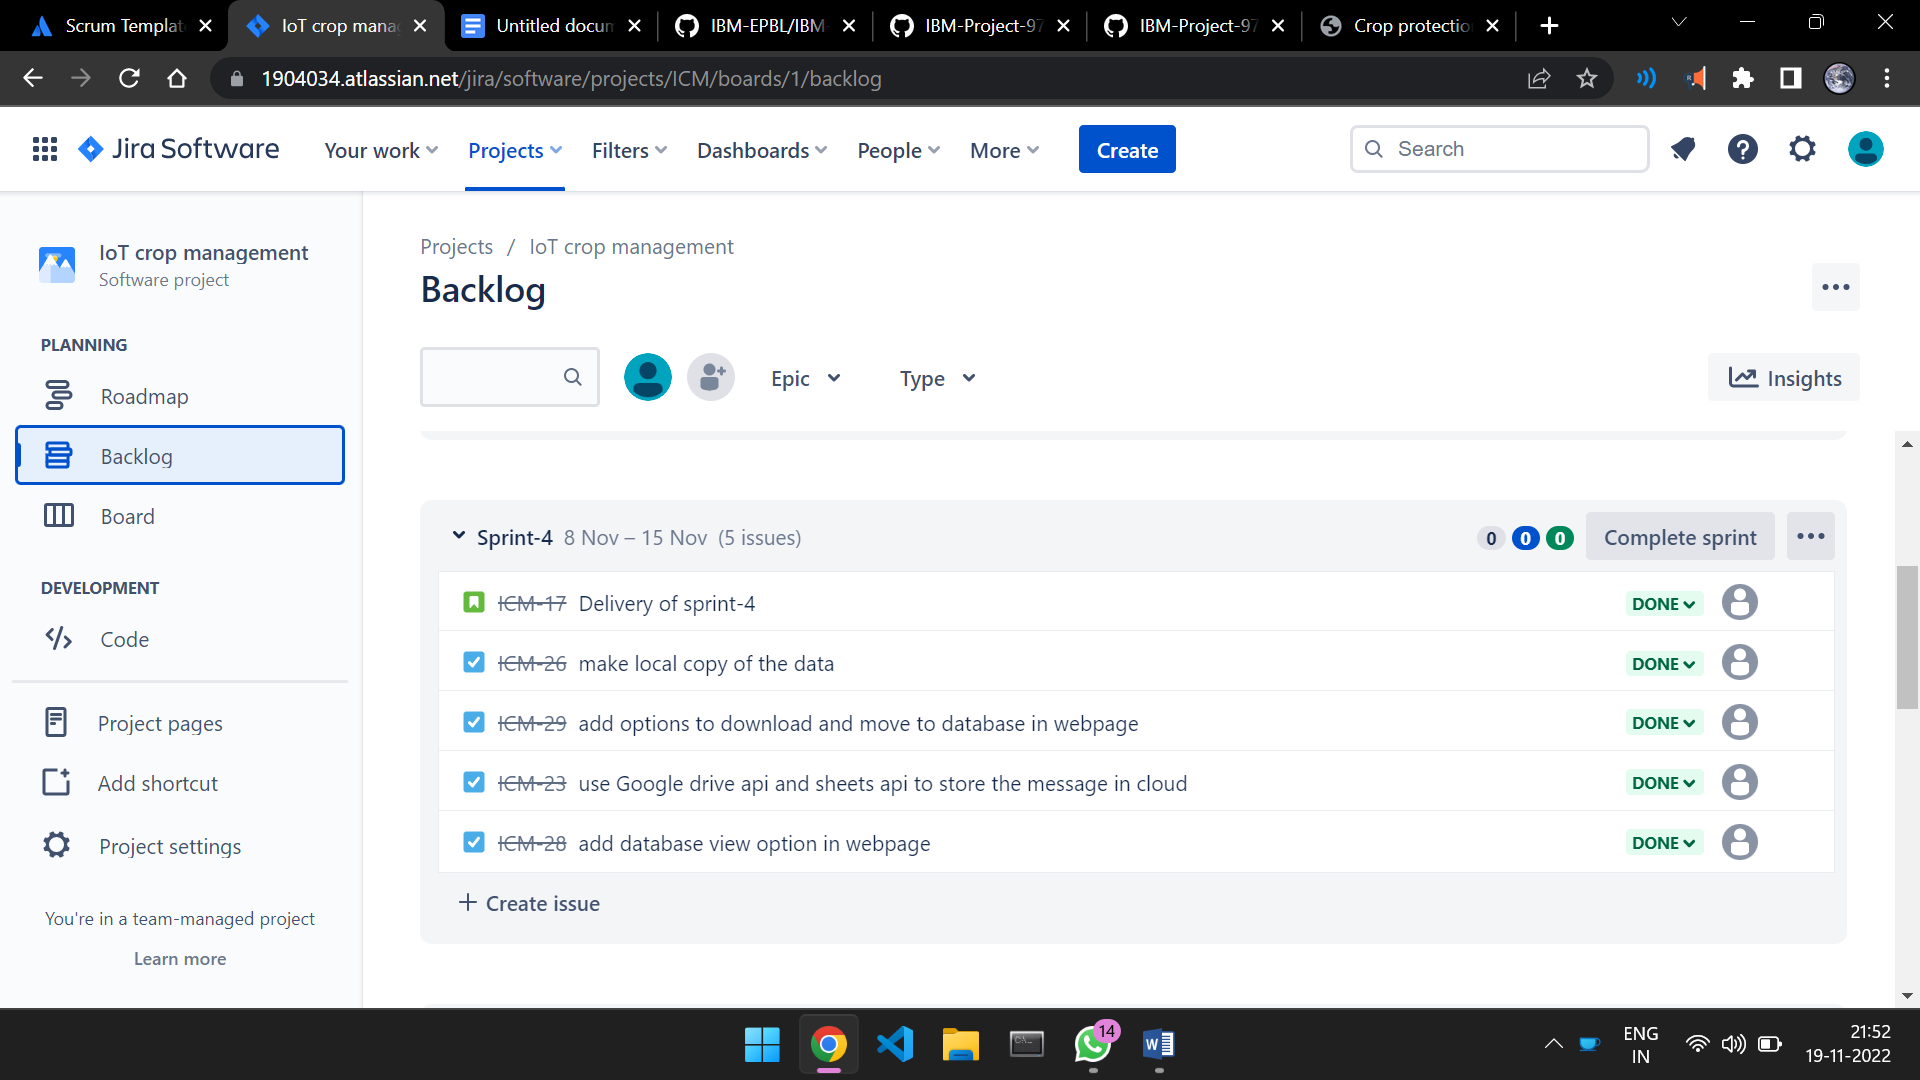 Scrum Templat
IoT crop mana
Untitled docum
IBM-EPBL/IBM-
IBM-Project-97
IBM-Project-97
Crop protectio
1904034.atlassian.net/jira/software/projects/ICM/boards/1/backlog
Jira Software
Your work
Projects
Filters
Dashboards
People
More
Create
Search
IoT crop management
Software project
PLANNING
Roadmap
Backlog
Board
DEVELOPMENT
Code
Project pages
Add shortcut
Project settings
You're in a team-managed project
Learn more
Projects / IoT crop management
Backlog
Epic
Type
Insights
Sprint-4 8 Nov – 15 Nov (5 issues)
0 0 0
Complete sprint
ICM-17 Delivery of sprint-4 DONE
ICM-26 make local copy of the data DONE
ICM-29 add options to download and move to database in webpage DONE
ICM-23 use Google drive api and sheets api to store the message in cloud DONE
ICM-28 add database view option in webpage DONE
+ Create issue
14
ENG
IN
21:52
19-11-2022